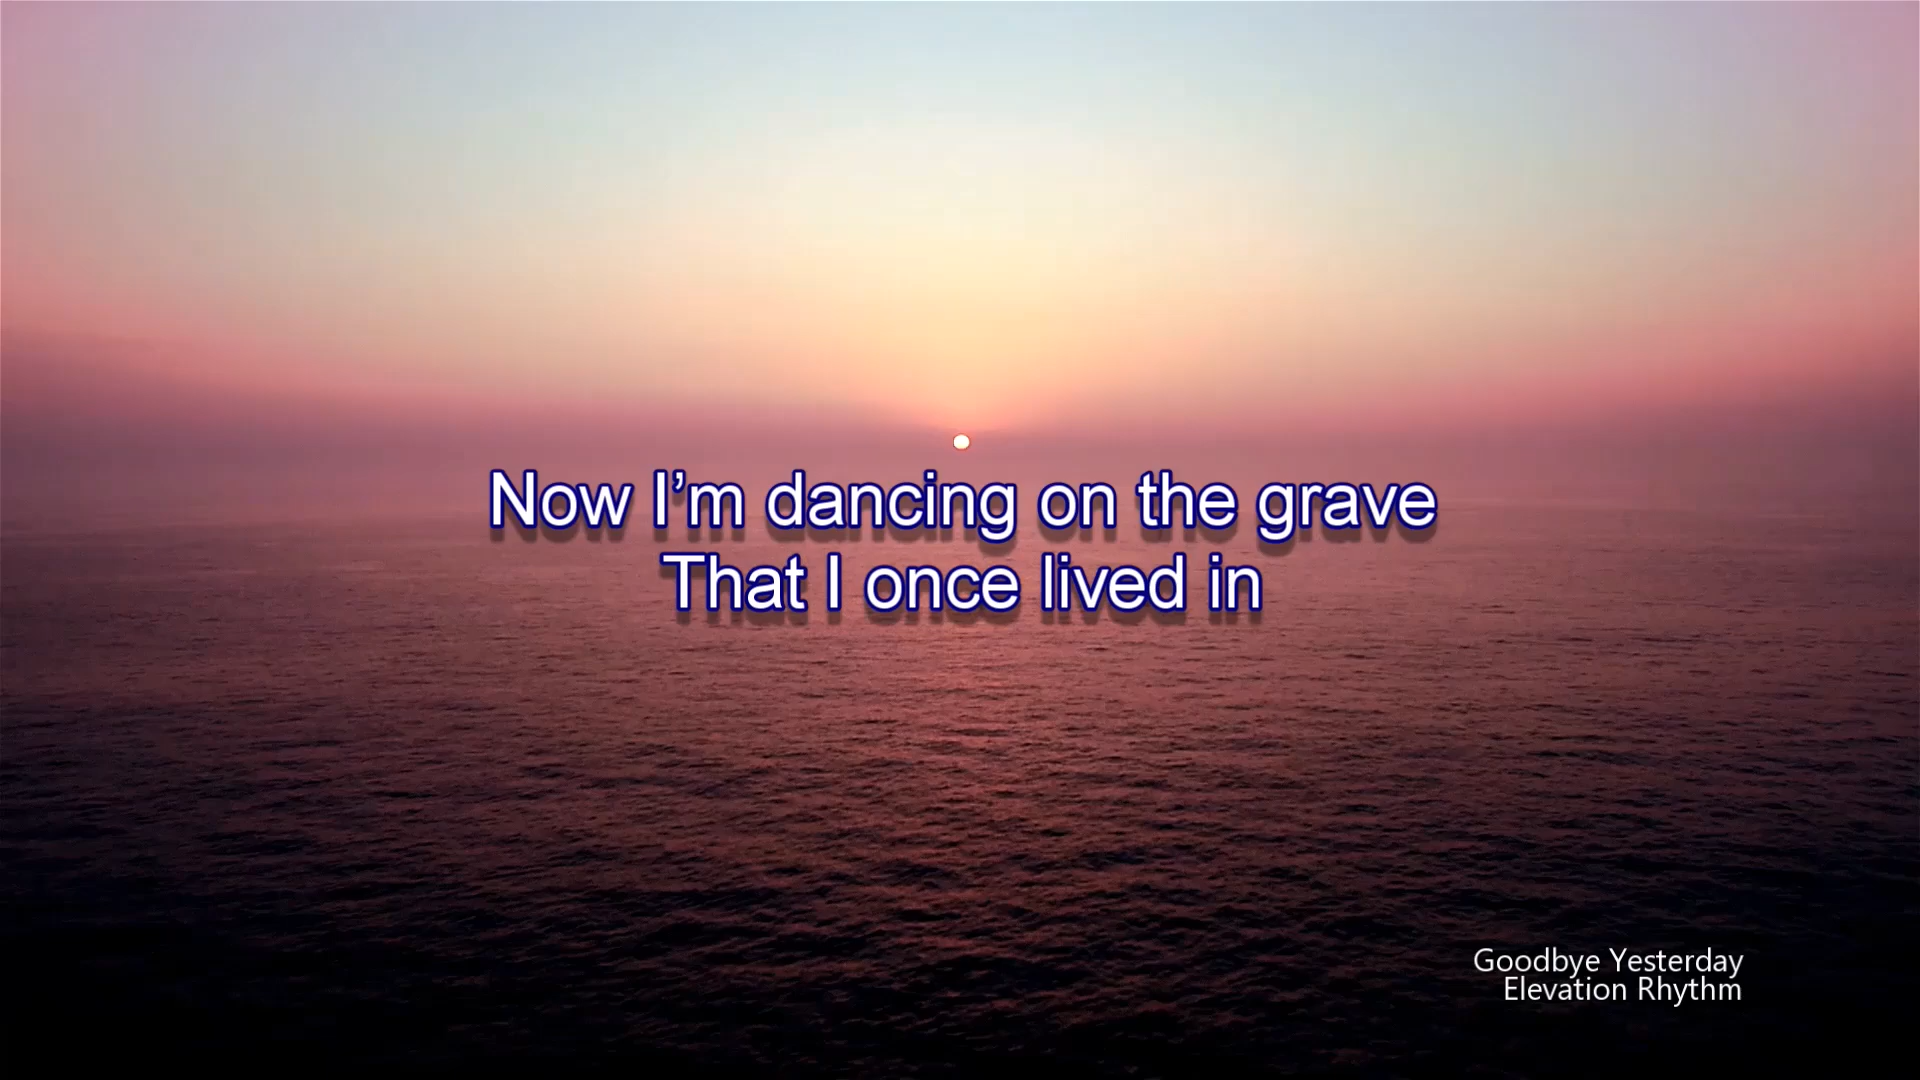 Now I’m dancing on the grave
That I once lived in
Goodbye Yesterday
Elevation Rhythm